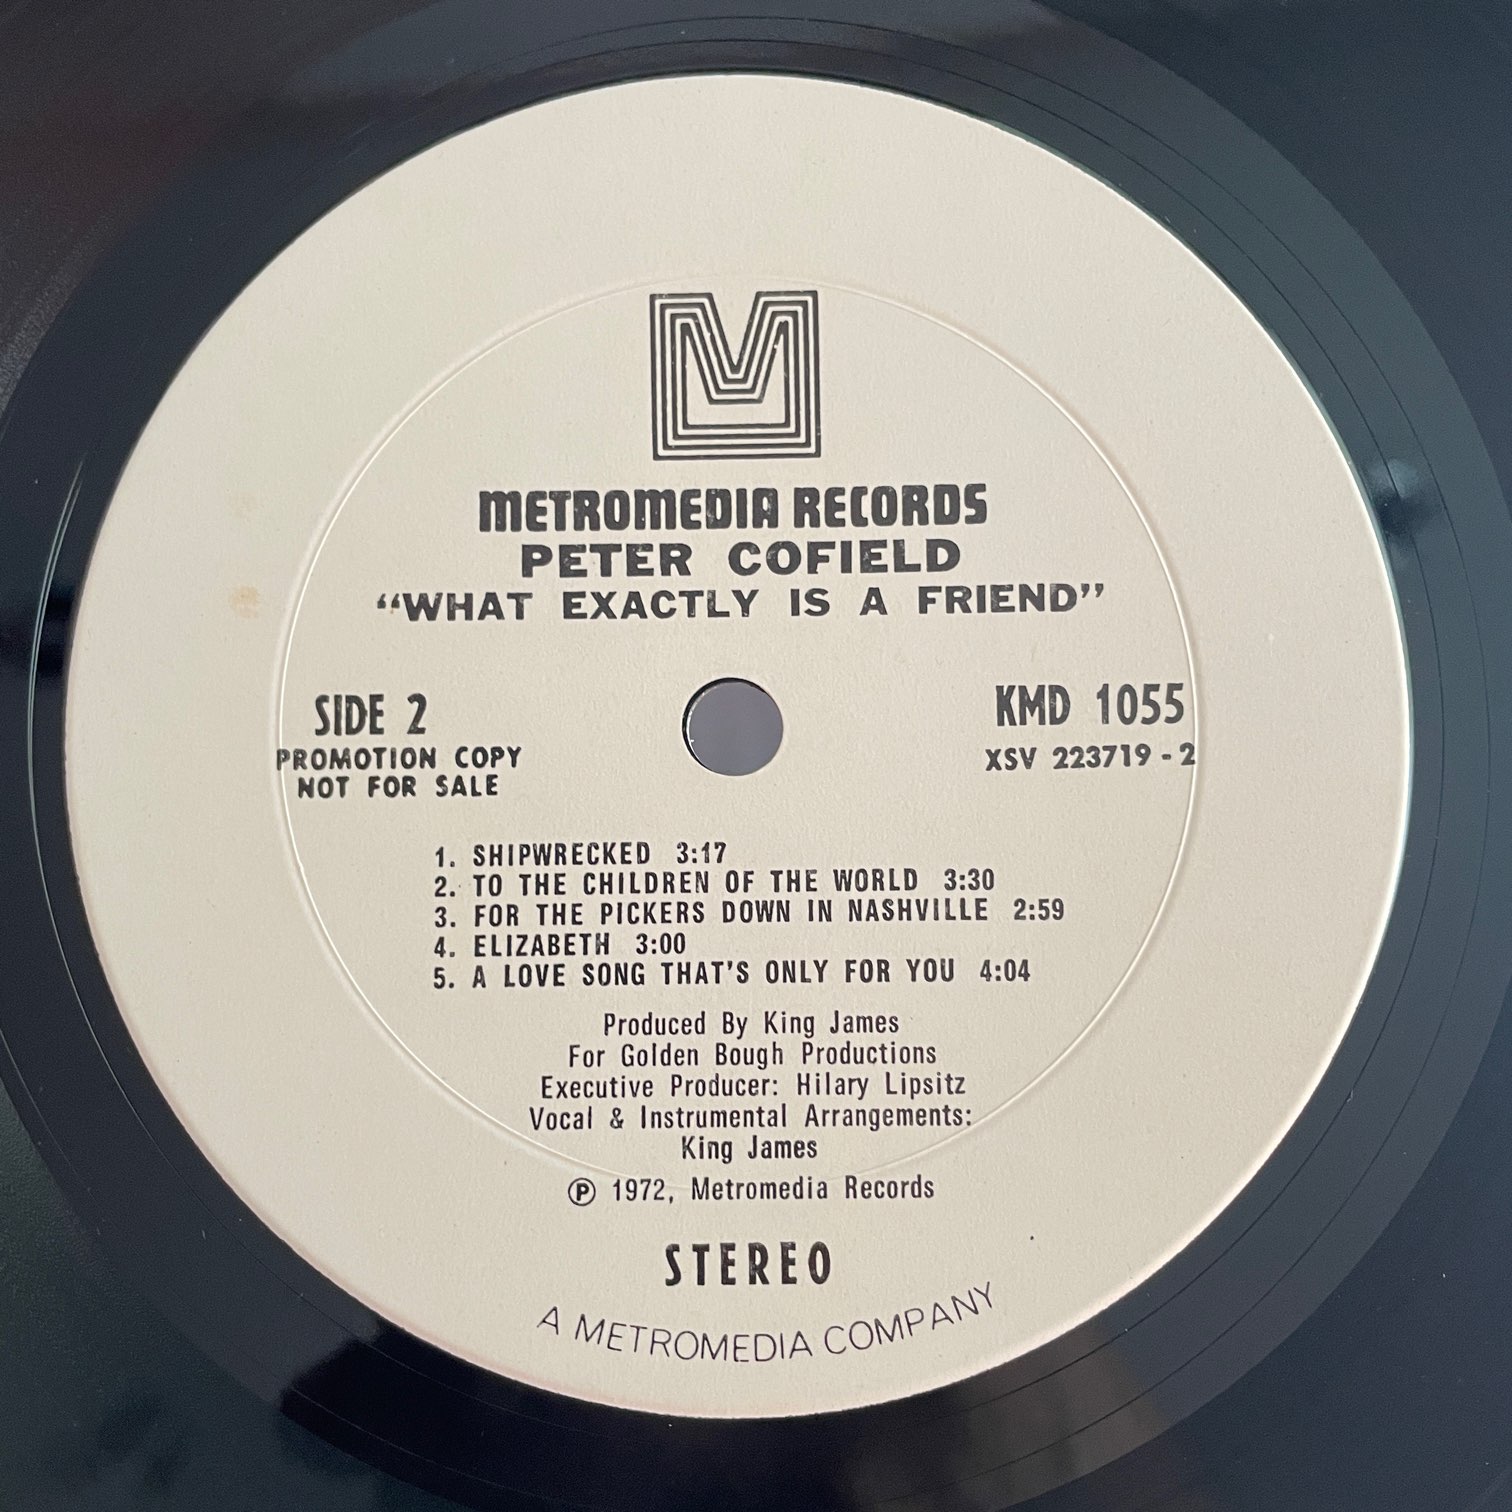 M
METROMEDIA RECORDS
PETER COFIELD
“WHAT EXACTLY IS A FRIEND”
SIDE 2
PROMOTION COPY
NOT FOR SALE
KMD 1055
XSV 223719 - 2
1. SHIPWRECKED 3:17
2. TO THE CHILDREN OF THE WORLD 3:30
3. FOR THE PICKERS DOWN IN NASHVILLE 2:59
4. ELIZABETH 3:00
5. A LOVE SONG THAT'S ONLY FOR YOU 4:04
Produced By King James
For Golden Bough Productions
Executive Producer: Hilary Lipsitz
Vocal & Instrumental Arrangements:
King James
Ⓟ 1972, Metromedia Records
STEREO
A METROMEDIA COMPANY